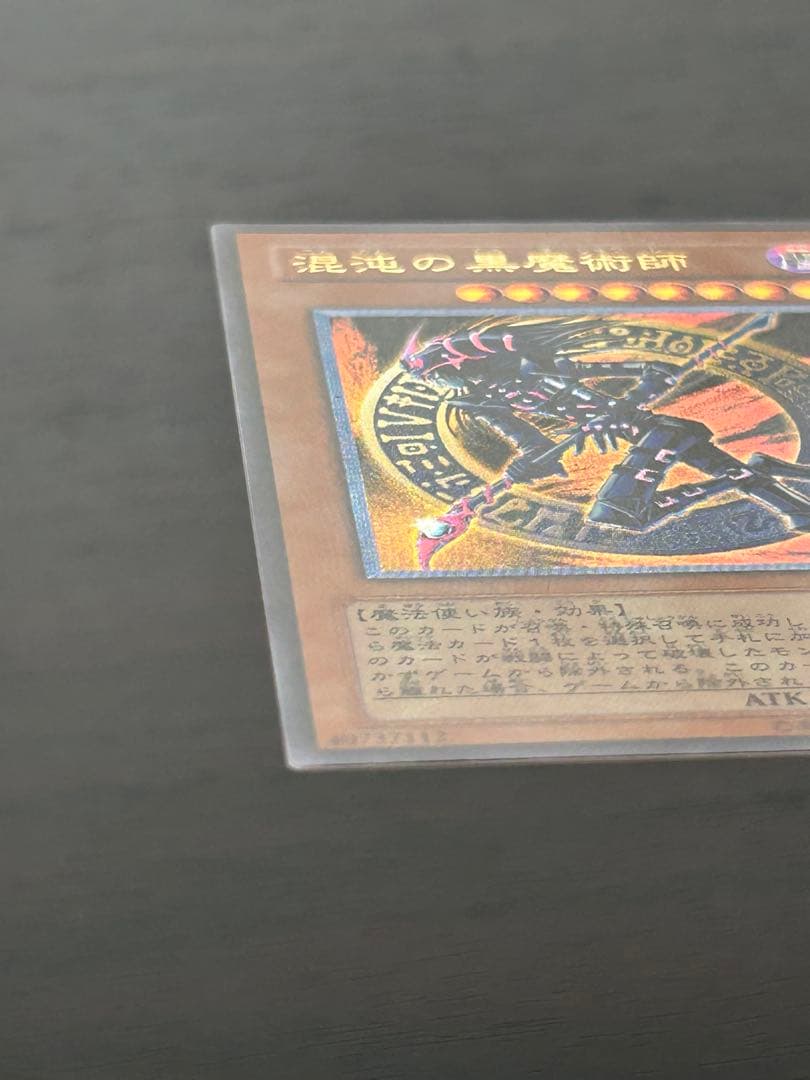 混沌の黒魔術師
【魔法使い族・効果】
このカードが召喚・特殊召喚に成功し
ら魔法カード1枚を選択して手札に加
のカードが戦闘によって破壊したモン
かずゲームから除外される。このカー
ら離れた場合、ゲームから除外され
ATK
40737112